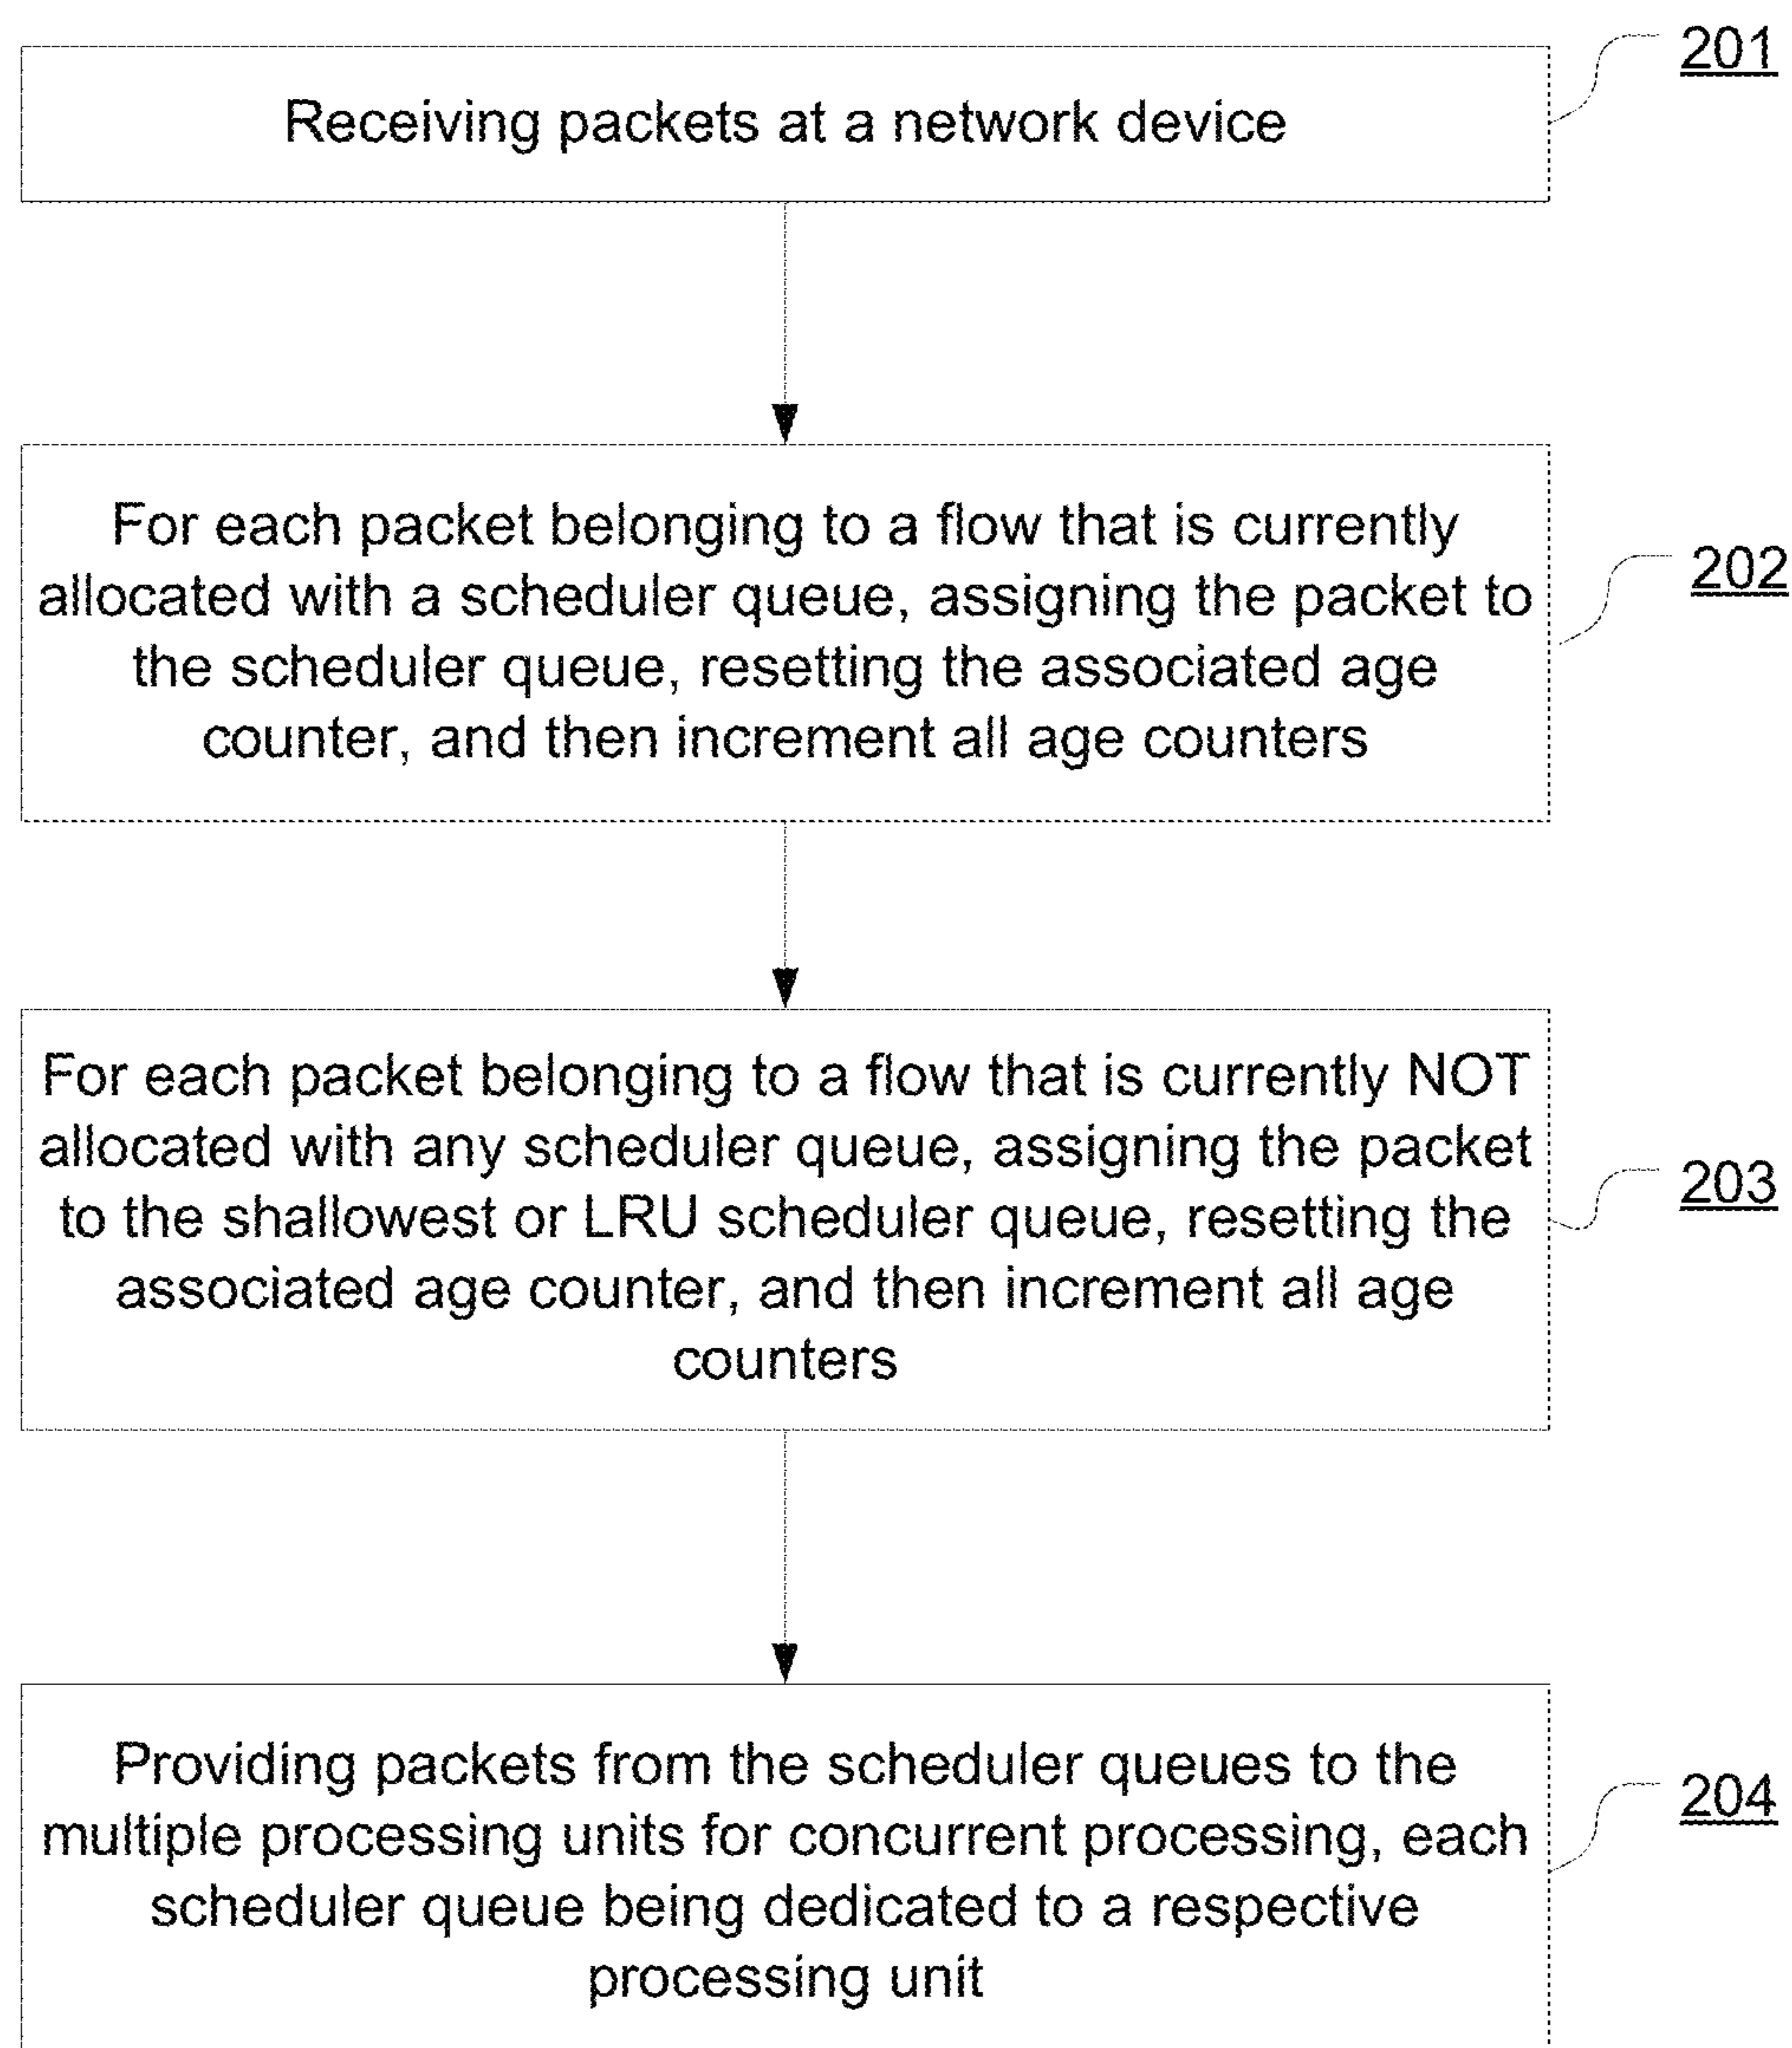 201
Receiving packets at a network device
For each packet belonging to a flow that is currently
allocated with a scheduler queue, assigning the packet to
the scheduler queue, resetting the associated age
counter, and then increment all age counters
202
For each packet belonging to a flow that is currently NOT
allocated with any scheduler queue, assigning the packet
to the shallowest or LRU scheduler queue, resetting the
associated age counter, and then increment all age
counters
203
Providing packets from the scheduler queues to the
multiple processing units for concurrent processing, each
scheduler queue being dedicated to a respective
processing unit
204